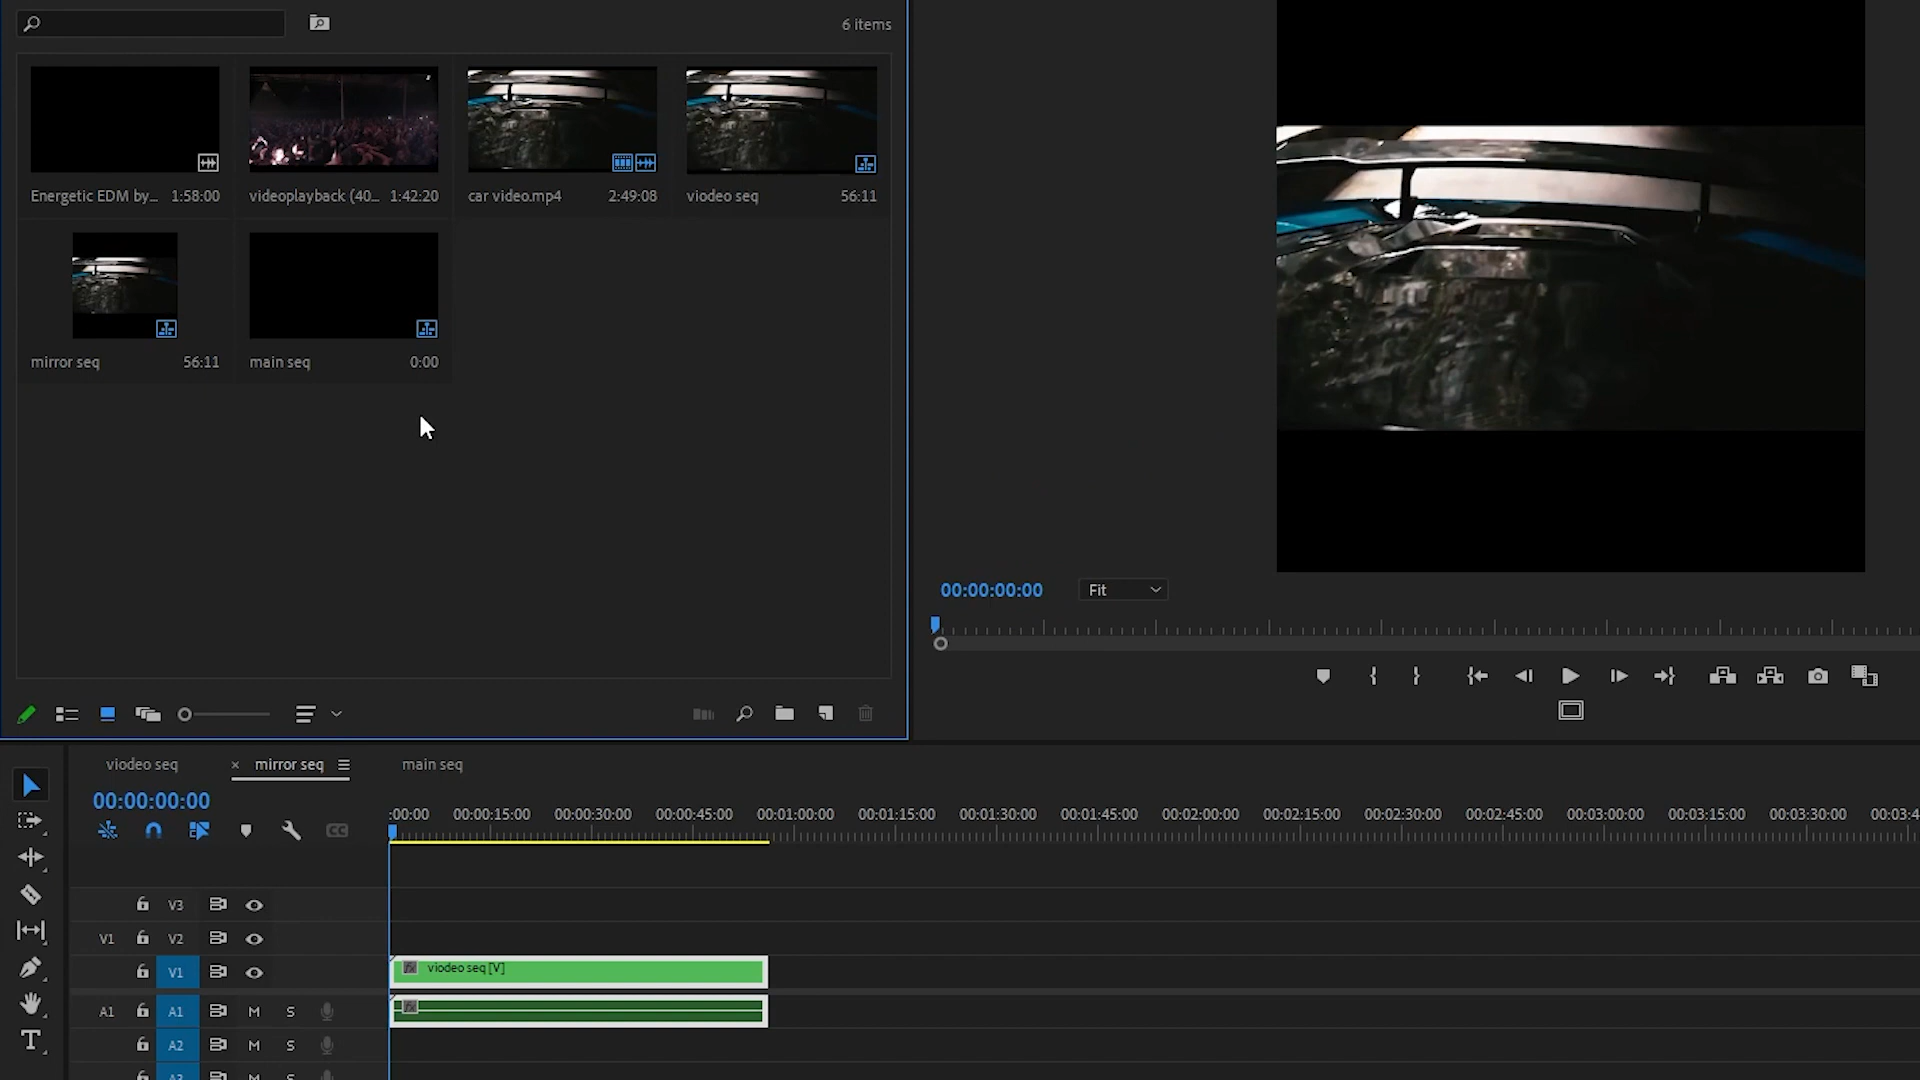 6 items
Energetic EDM by... 1:58:00
videoplayback (40... 1:42:20
car video.mp4 2:49:08
viodeo seq 56:11
mirror seq 56:11
main seq 0:00
00:00:00:00
Fit
viodeo seq
× mirror seq
main seq
00:00:00:00
:00:00 00:00:15:00 00:00:30:00 00:00:45:00 00:01:00:00 00:01:15:00 00:01:30:00 00:01:45:00 00:02:00:00 00:02:15:00 00:02:30:00 00:02:45:00 00:03:00:00 00:03:15:00 00:03:30:00 00:03:4
CC
V3
V1 V2
V1
fx viodeo seq [V]
A1 A1 M S
fx
A2 M S
A3 M S